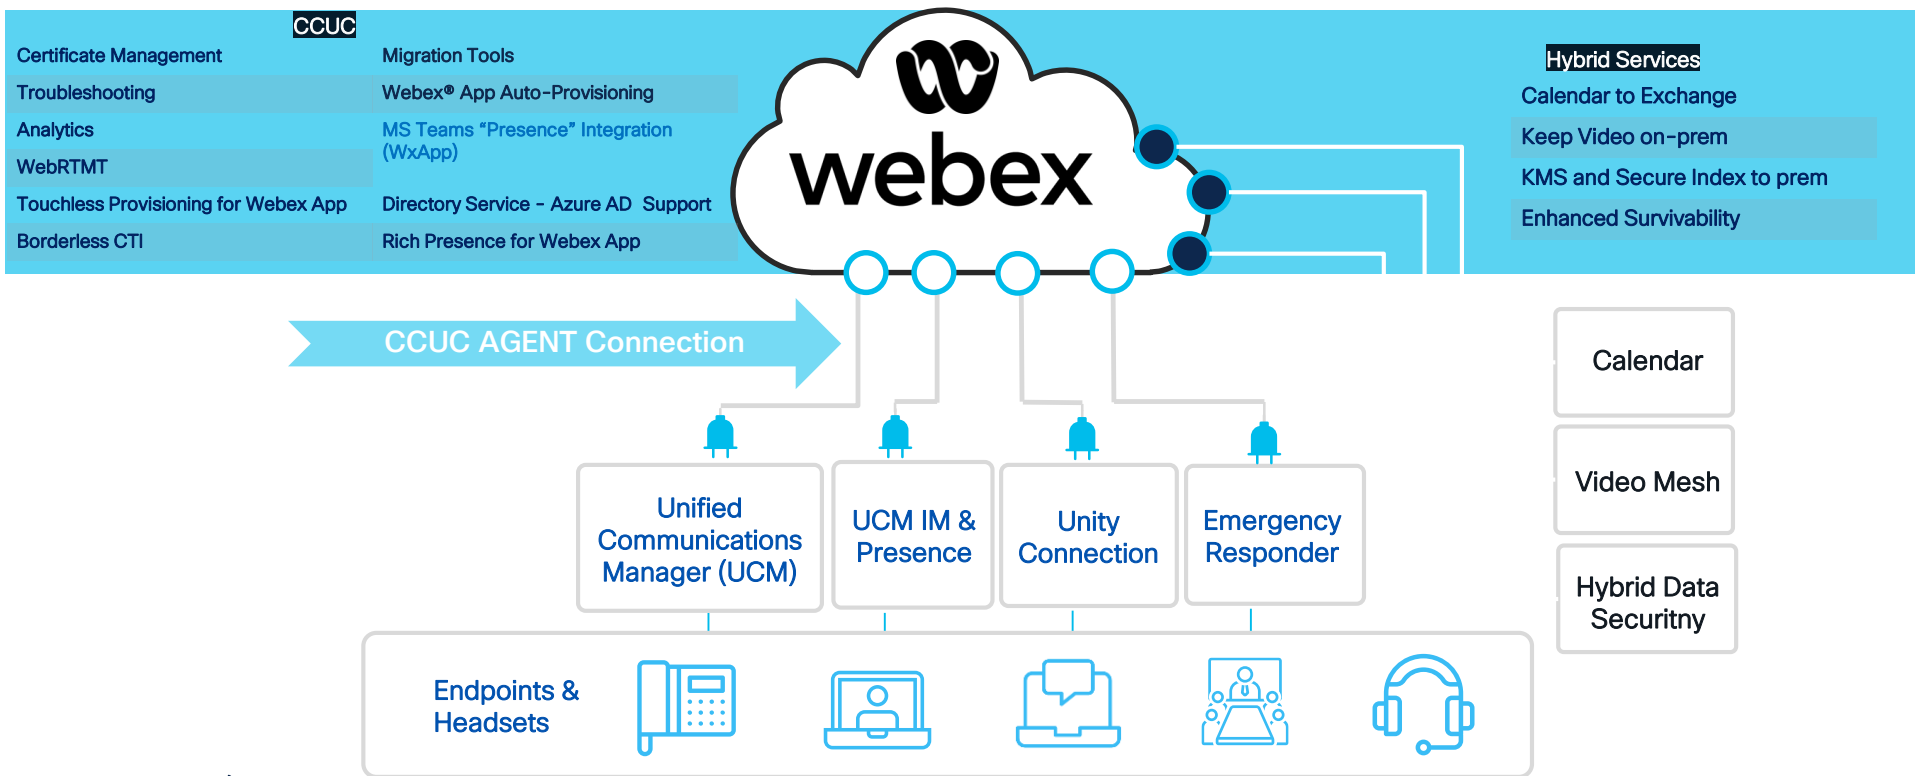 CCUC
Certificate Management
Migration Tools
Troubleshooting
Webex® App Auto-Provisioning
Analytics
MS Teams “Presence” Integration
(WxApp)
WebRTMT
Touchless Provisioning for Webex App
Directory Service - Azure AD Support
Borderless CTI
Rich Presence for Webex App
webex
Hybrid Services
Calendar to Exchange
Keep Video on-prem
KMS and Secure Index to prem
Enhanced Survivability
CCUC AGENT Connection
Unified
Communications
Manager (UCM)
UCM IM &
Presence
Unity
Connection
Emergency
Responder
Calendar
Video Mesh
Hybrid Data
Securitny
Endpoints &
Headsets